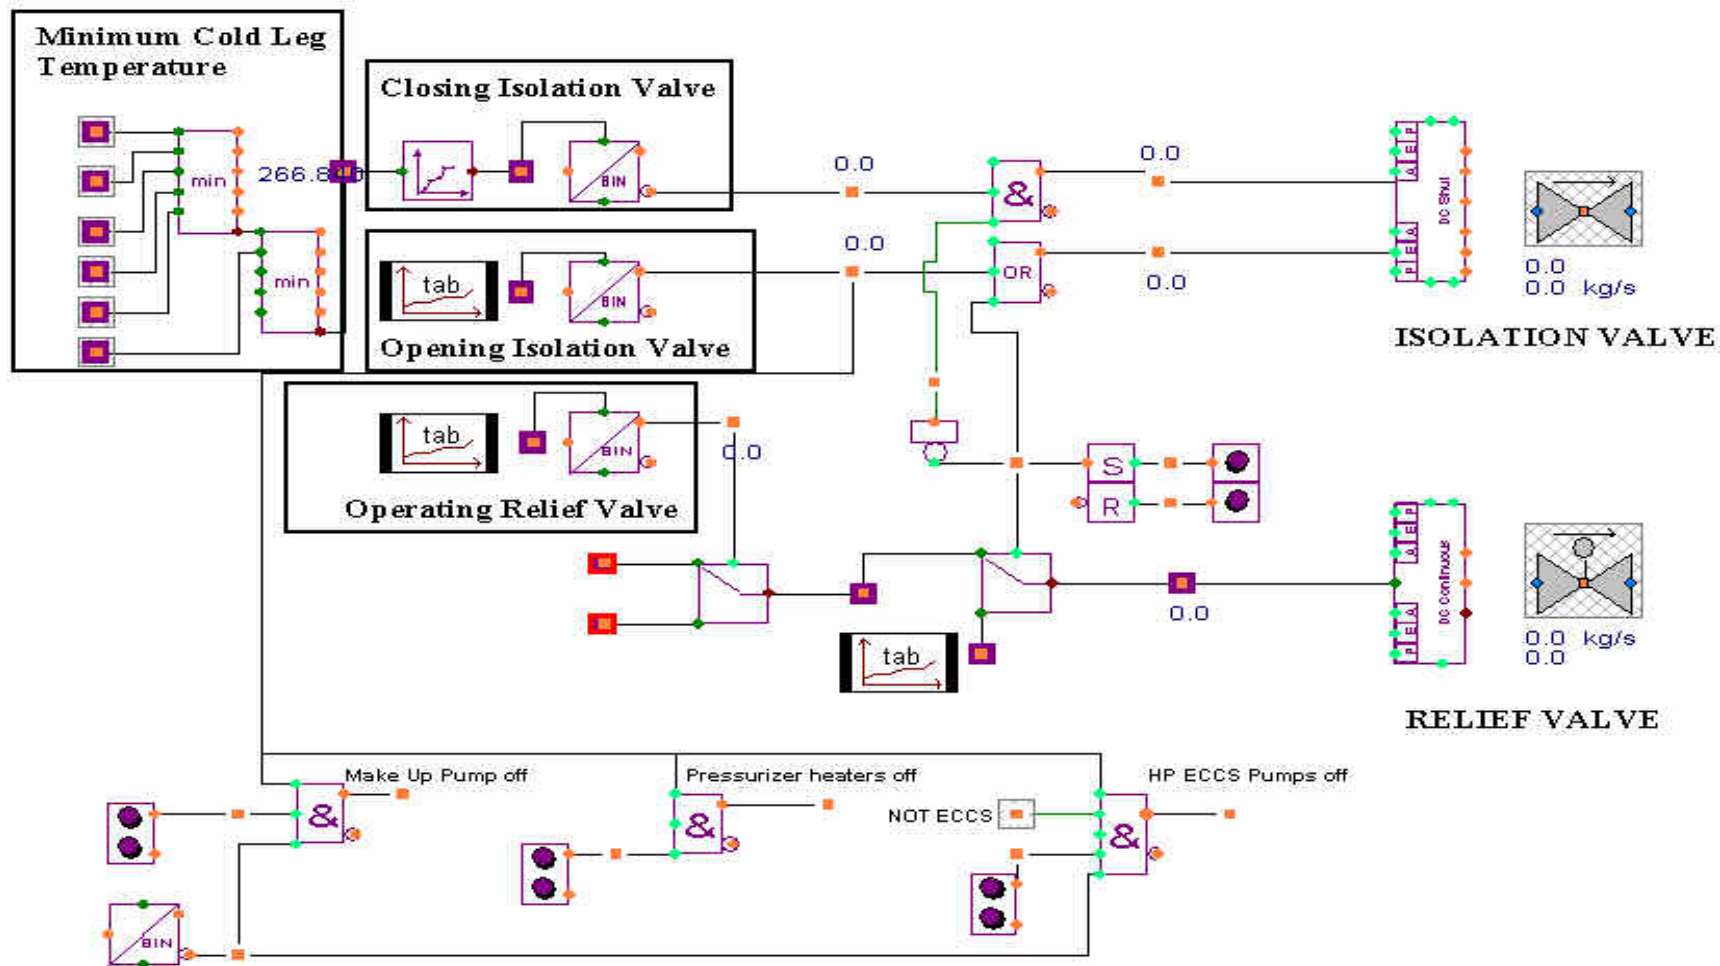 Minimum Cold Leg
Temperature
Closing Isolation Valve
min
266.8
BIN
0.0
&
0.0
DC Shut
P
E
A
A
E
P
tab
BIN
0.0
OR
0.0
min
Opening Isolation Valve
0.0
0.0 kg/s
ISOLATION VALVE
tab
BIN
0.0
Operating Relief Valve
S
R
P
E
A
DC Continuous
A
E
P
0.0
tab
0.0 kg/s
0.0
RELIEF VALVE
Make Up Pump off
Pressurizer heaters off
HP ECCS Pumps off
&
&
NOT ECCS
&
BIN